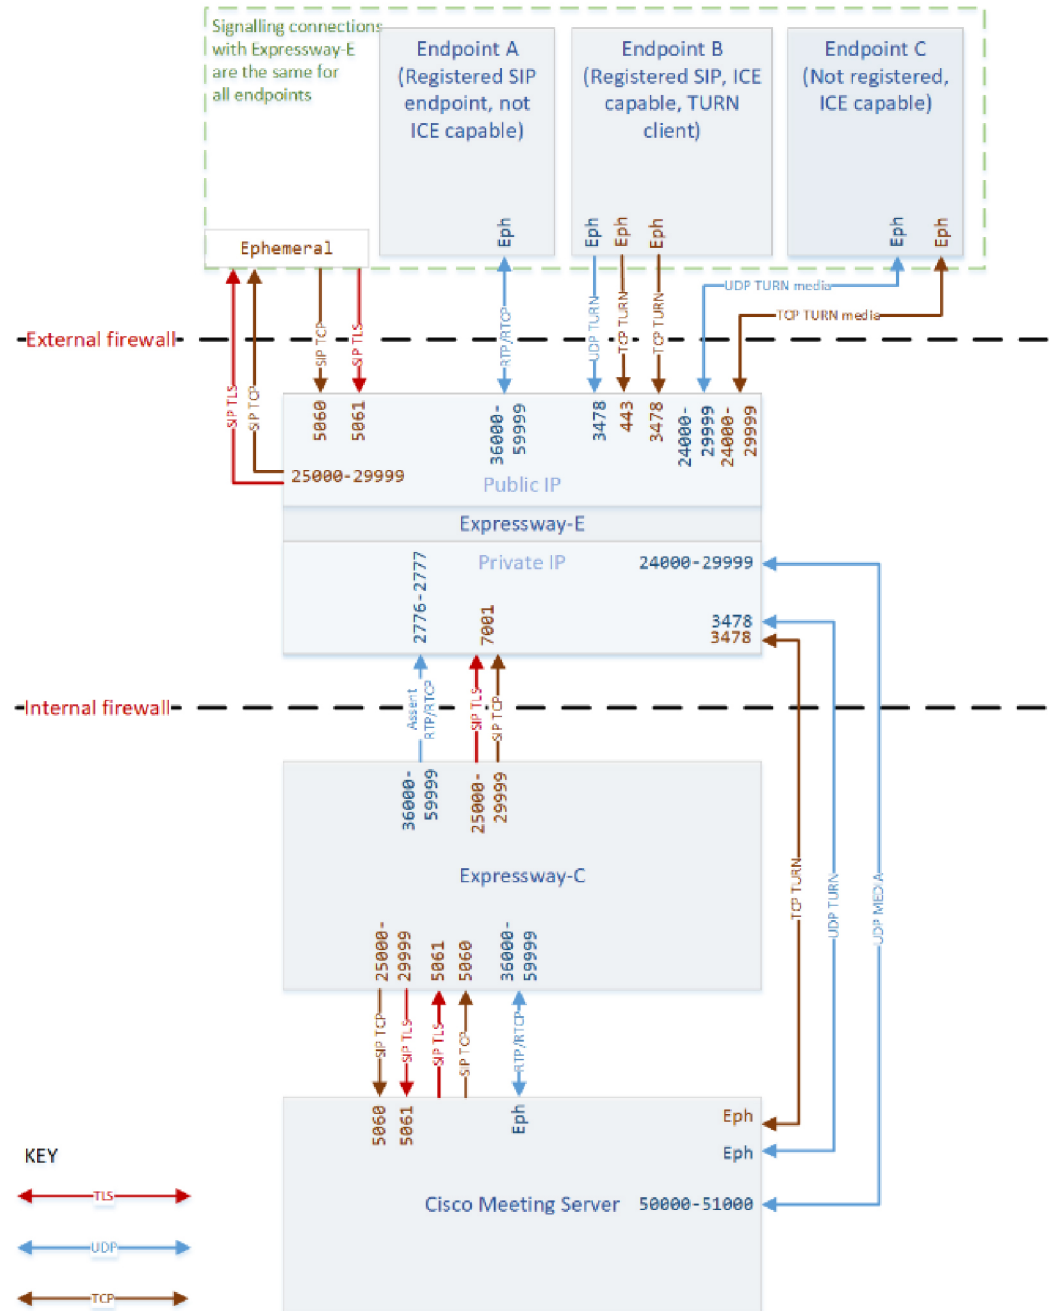 Signalling connections
with Expressway-E
are the same for
all endpoints
Endpoint A
(Registered SIP
endpoint, not
ICE capable)
Endpoint B
(Registered SIP, ICE
capable, TURN
client)
Endpoint C
(Not registered,
ICE capable)
Ephemeral
Eph
Eph
Eph
Eph
Eph
Eph
UDP TURN media
TCP TURN media
External firewall
SIP TLS
SIP TCP
SIP TCP
SIP TLS
RTP/RTCP
UDP TURN
TCP TURN
TCP TURN
5060
5061
36000-
59999
3478
443
3478
24000-
29999
24000-
29999
25000-29999
Public IP
Expressway-E
Private IP
2776-2777
7001
24000-29999
3478
3478
Internal firewall
Assent
RTP/RTCP
SIP TLS
SIP TCP
36000-
59999
25000-
29999
Expressway-C
TCP TURN
UDP TURN
UDP MEDIA
25000-
29999
5061
5060
36000-
59999
SIP TCP
SIP TLS
SIP TLS
SIP TCP
RTP/RTCP
5060
5061
Eph
Eph
Eph
Cisco Meeting Server
50000-51000
KEY
TLS
UDP
TCP